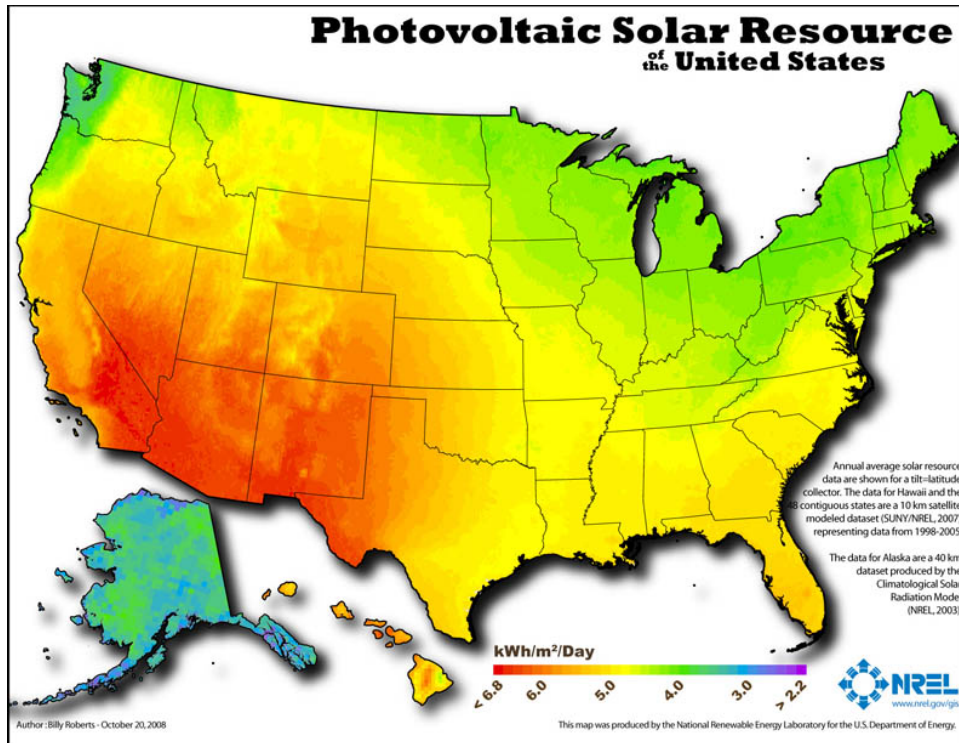 Photovoltaic Solar Resource
of the United States
Annual average solar resource
data are shown for a tilt=latitude
collector. The data for Hawaii and the
48 contiguous states are a 10 km satellite
modeled dataset (SUNY/NREL, 2007)
representing data from 1998-2005.
The data for Alaska are a 40 km
dataset produced by the
Climatological Solar
Radiation Model
(NREL, 2003).
kWh/m²/Day
< 6.8 6.0 5.0 4.0 3.0 > 2.2
NREL
www.nrel.gov/gis
Author : Billy Roberts - October 20, 2008
This map was produced by the National Renewable Energy Laboratory for the U.S. Department of Energy.